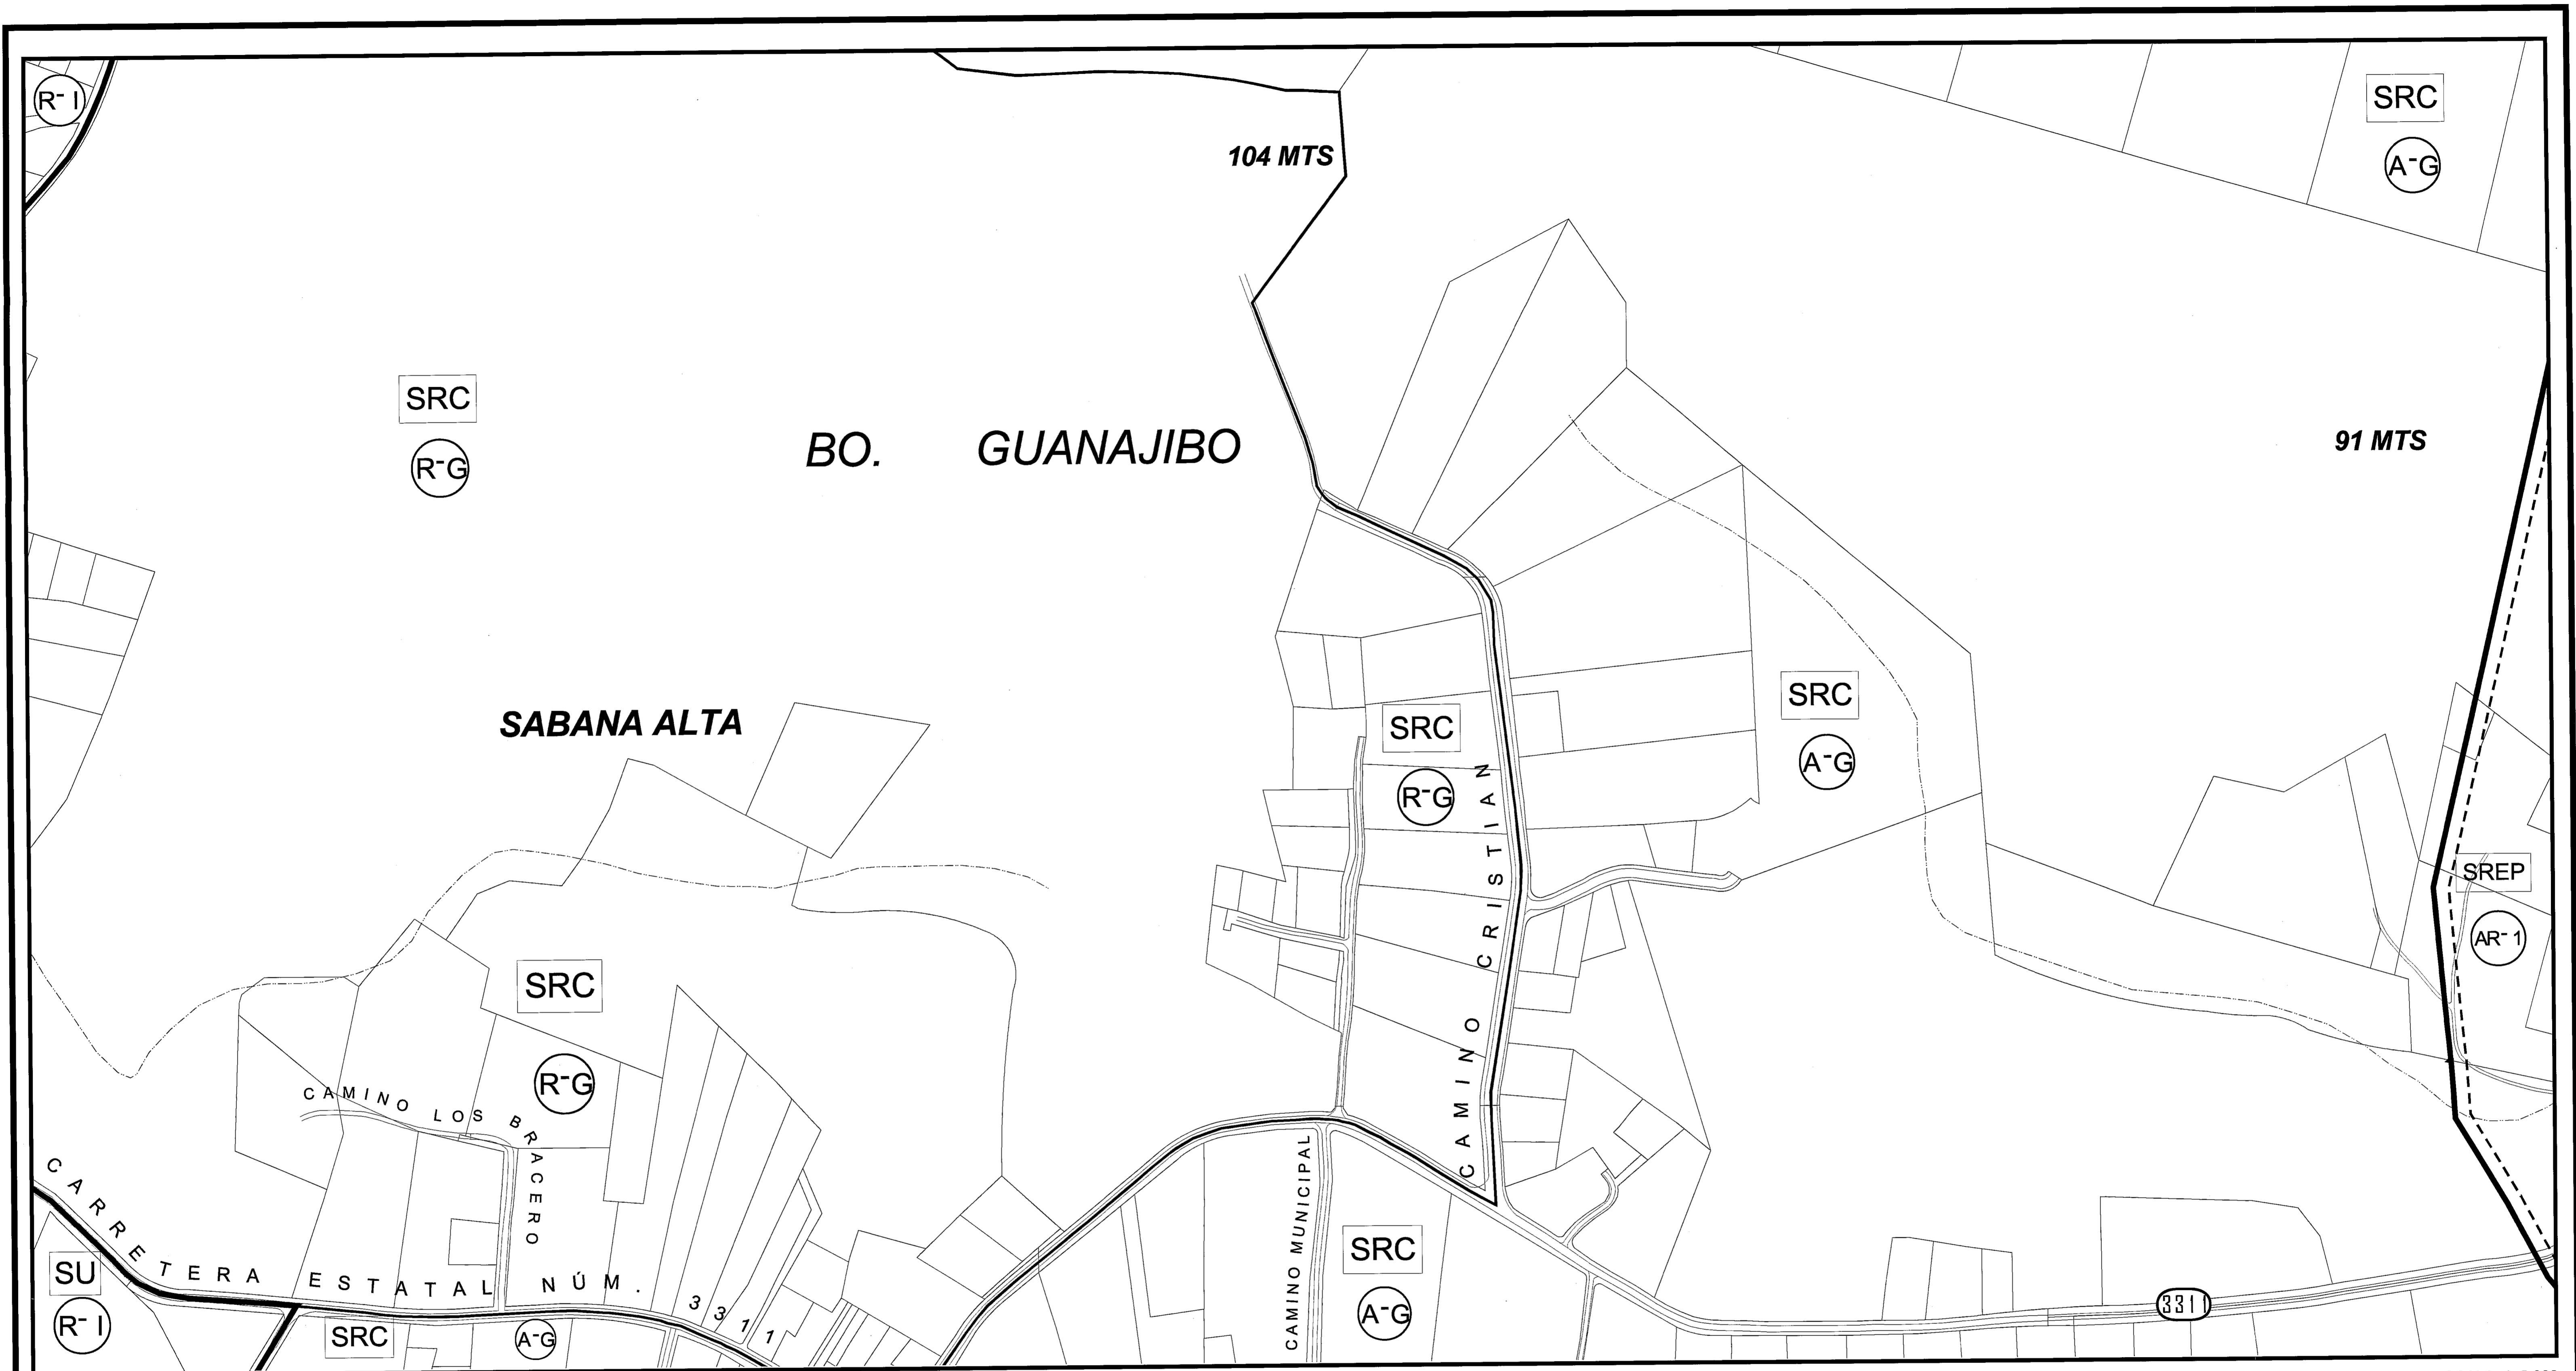 R-I
SRC
A-G
104 MTS
SRC
R-G
BO. GUANAJIBO
91 MTS
SABANA ALTA
SRC
R-G
SRC
A-G
CAMINO CRISTIAN
SREP
AR-1
SRC
R-G
CAMINO LOS BRACERO
CARRETERA ESTATAL NÚM. 3311
SU
R-I
SRC
A-G
CAMINO MUNICIPAL
SRC
A-G
3311